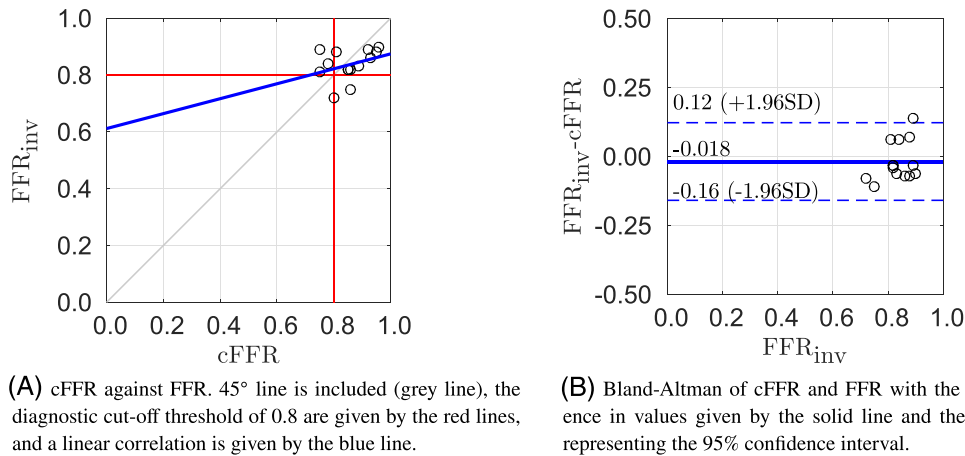 1.0
0.8
0.6
0.4
0.2
0.0
FFRinv
0.0 0.2 0.4 0.6 0.8 1.0
cFFR
0.50
0.25
0.00
-0.25
-0.50
FFRinv-cFFR
0.12 (+1.96SD)
-0.018
-0.16 (-1.96SD)
0.0 0.2 0.4 0.6 0.8 1.0
FFRinv
(A) cFFR against FFR. 45° line is included (grey line), the
diagnostic cut-off threshold of 0.8 are given by the red lines,
and a linear correlation is given by the blue line.
(B) Bland-Altman of cFFR and FFR with the
ence in values given by the solid line and the
representing the 95% confidence interval.